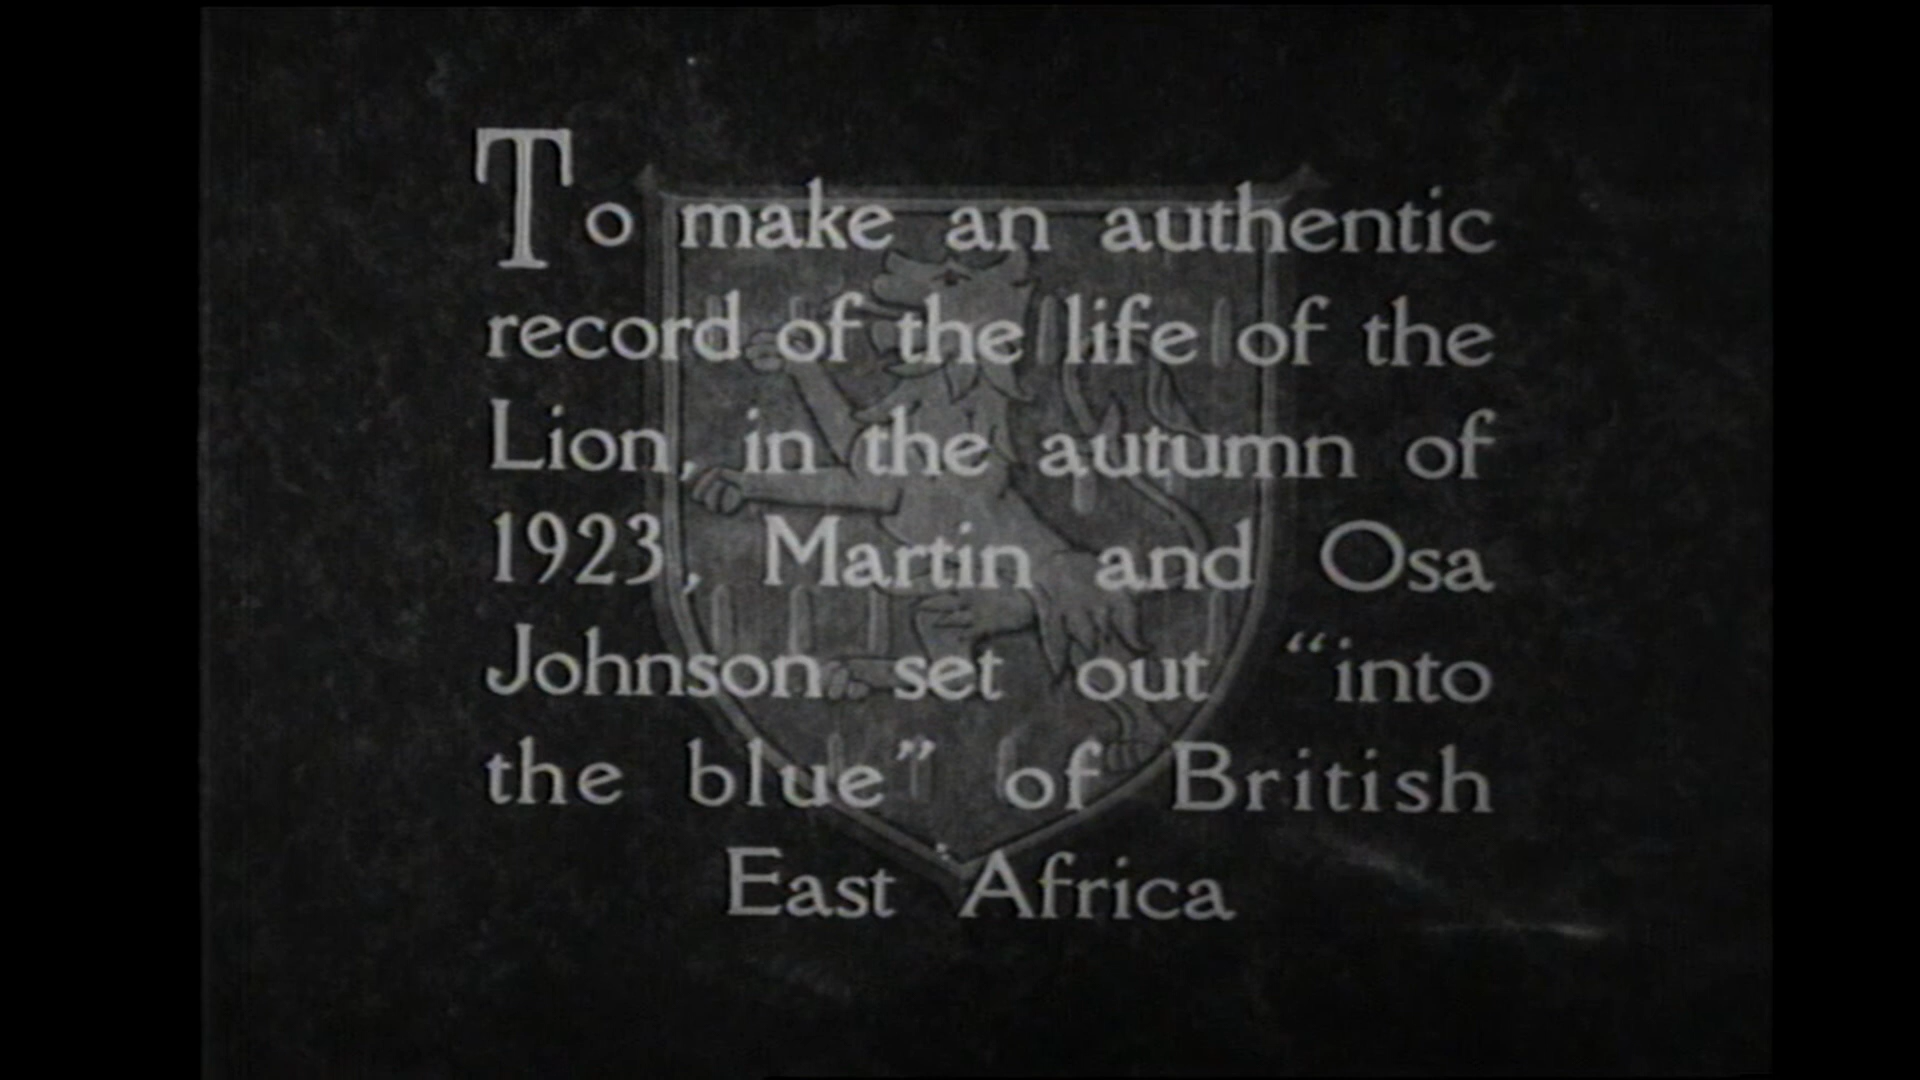 To make an authentic
record of the life of the
Lion, in the autumn of
1923, Martin and Osa
Johnson set out “into
the blue” of British
East Africa